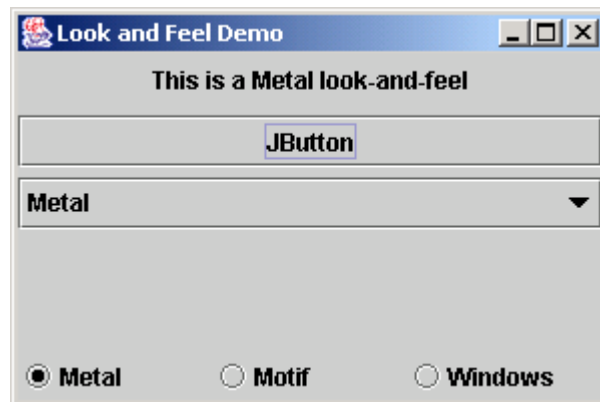 Look and Feel Demo
This is a Metal look-and-feel
JButton
Metal
Metal Motif Windows